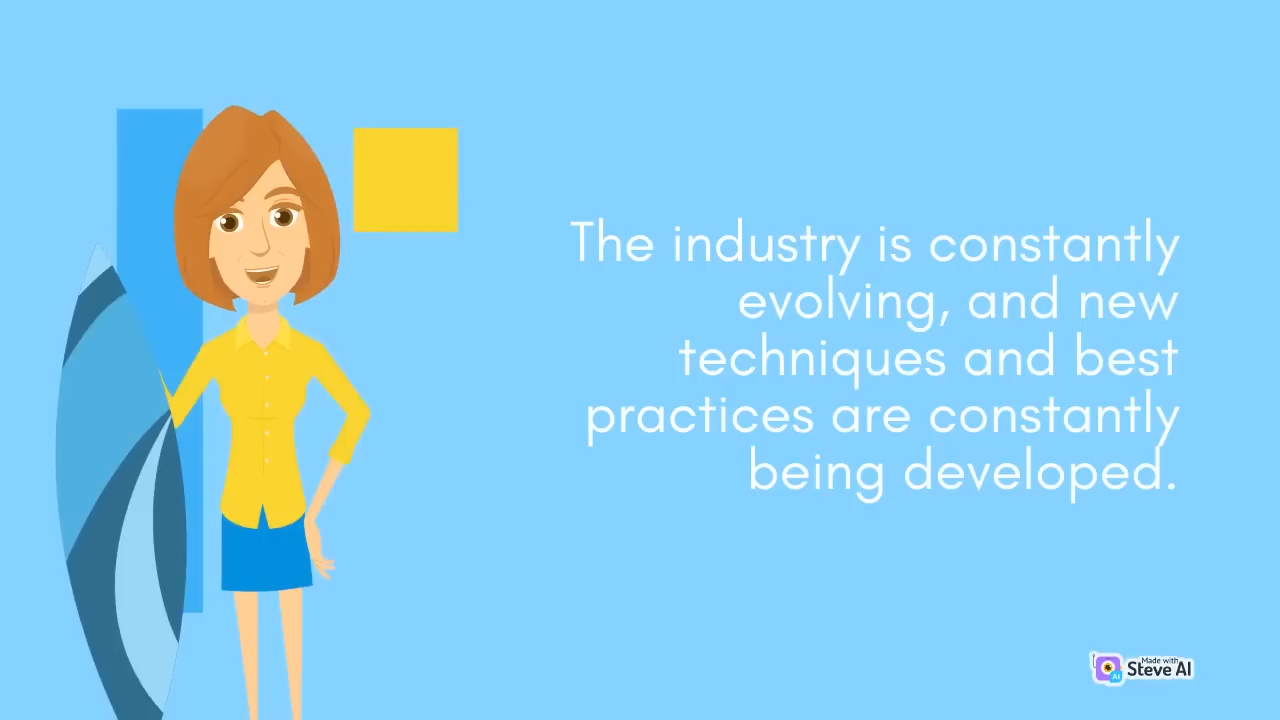 The industry is constantly
evolving, and new
techniques and best
practices are constantly
being developed.
Made with
Steve AI
AI